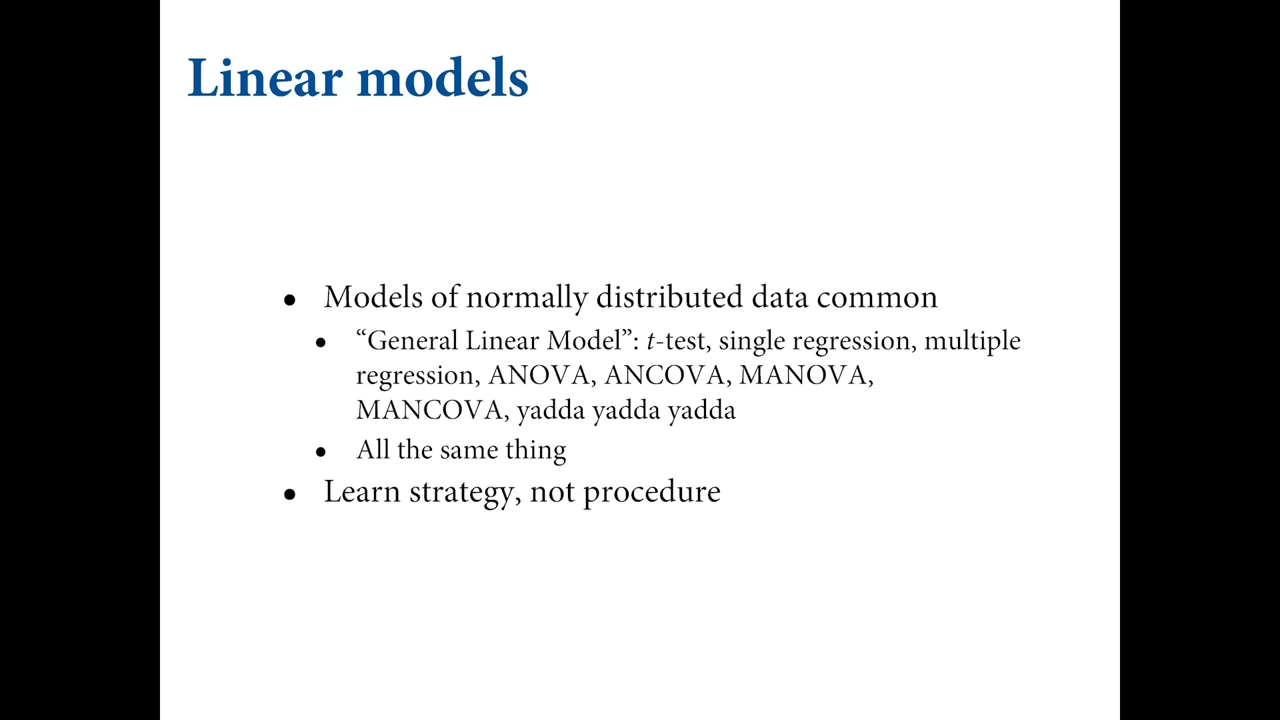 Linear models
• Models of normally distributed data common
• “General Linear Model”: t-test, single regression, multiple
regression, ANOVA, ANCOVA, MANOVA,
MANCOVA, yadda yadda yadda
• All the same thing
• Learn strategy, not procedure